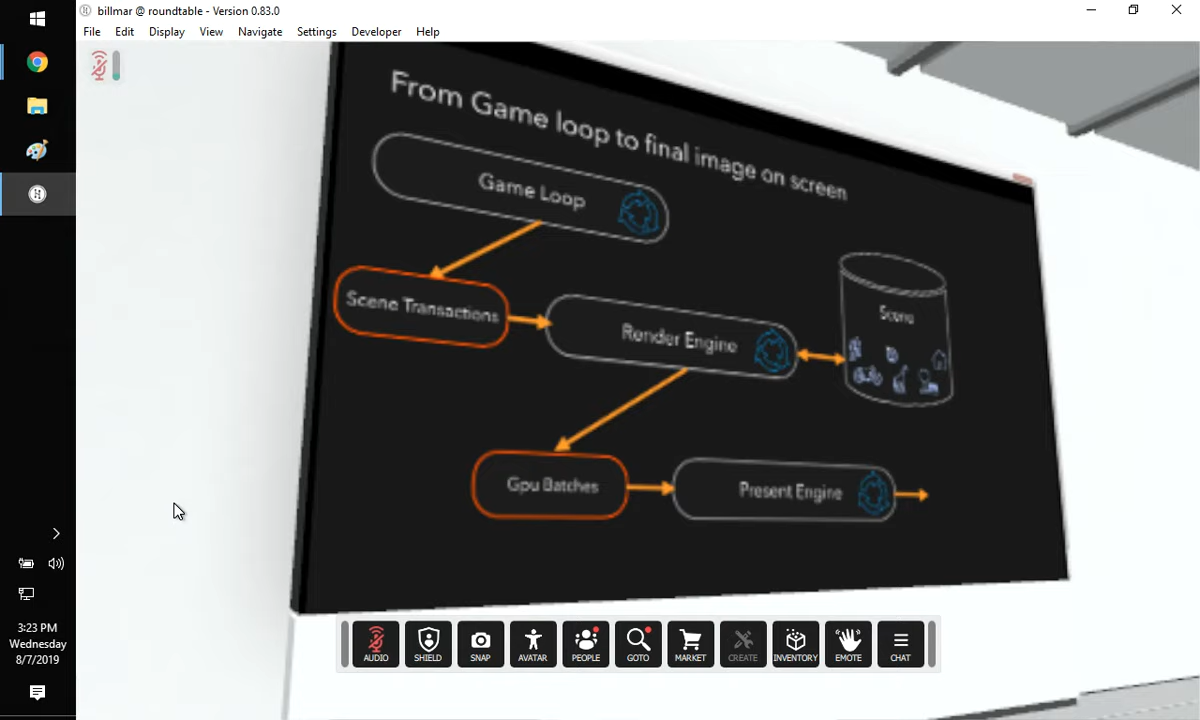 billmar @ roundtable - Version 0.83.0
File Edit Display View Navigate Settings Developer Help
From Game loop to final image on screen
Game Loop
Scene Transactions
Render Engine
Scene
Gpu Batches
Present Engine
3:23 PM
Wednesday
8/7/2019
AUDIO SHIELD SNAP AVATAR PEOPLE GOTO MARKET CREATE INVENTORY EMOTE CHAT